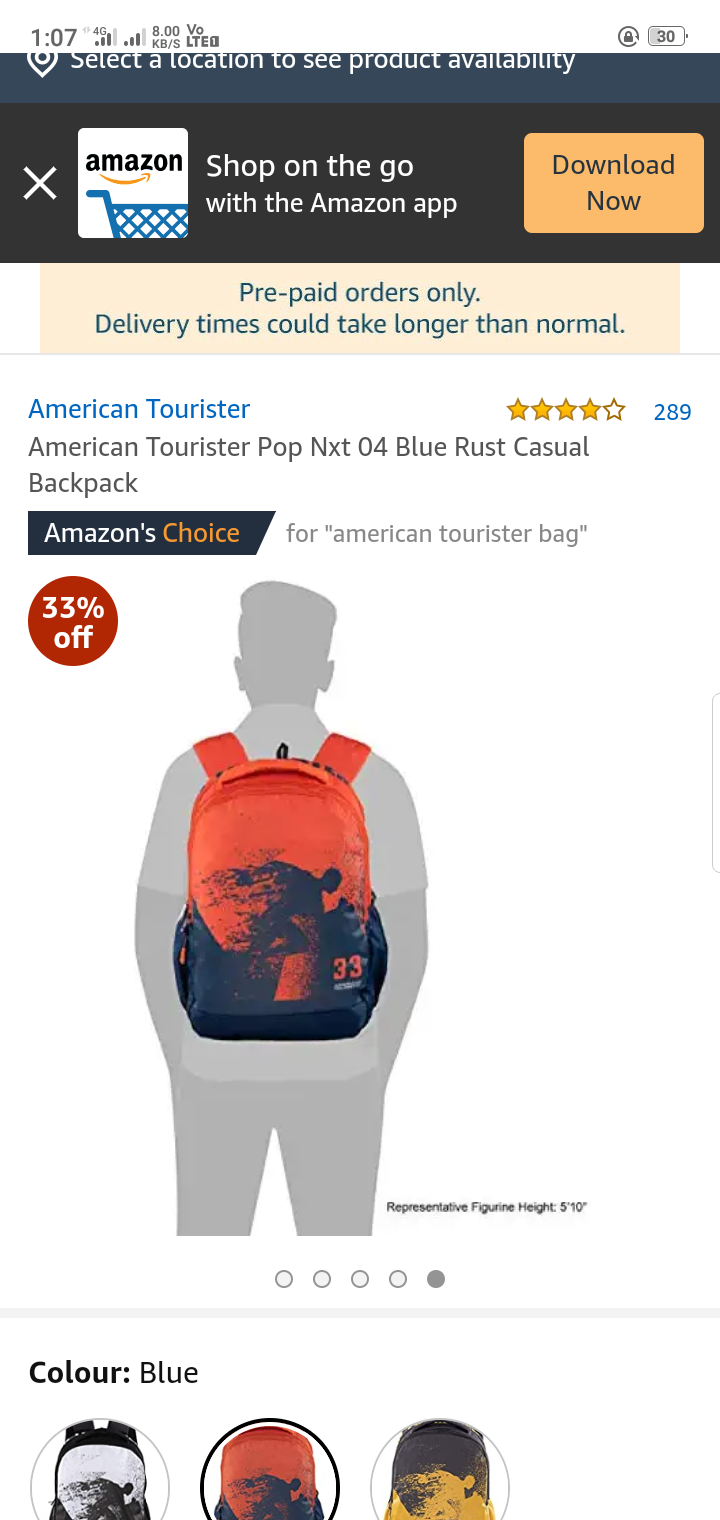 1:07 4G 8.00 KB/S Vo LTE1 30
Select a location to see product availability
amazon
Shop on the go
with the Amazon app
Download
Now
Pre-paid orders only.
Delivery times could take longer than normal.
American Tourister 289
American Tourister Pop Nxt 04 Blue Rust Casual
Backpack
Amazon's Choice for "american tourister bag"
33%
off
33
Representative Figurine Height: 5'10"
Colour: Blue